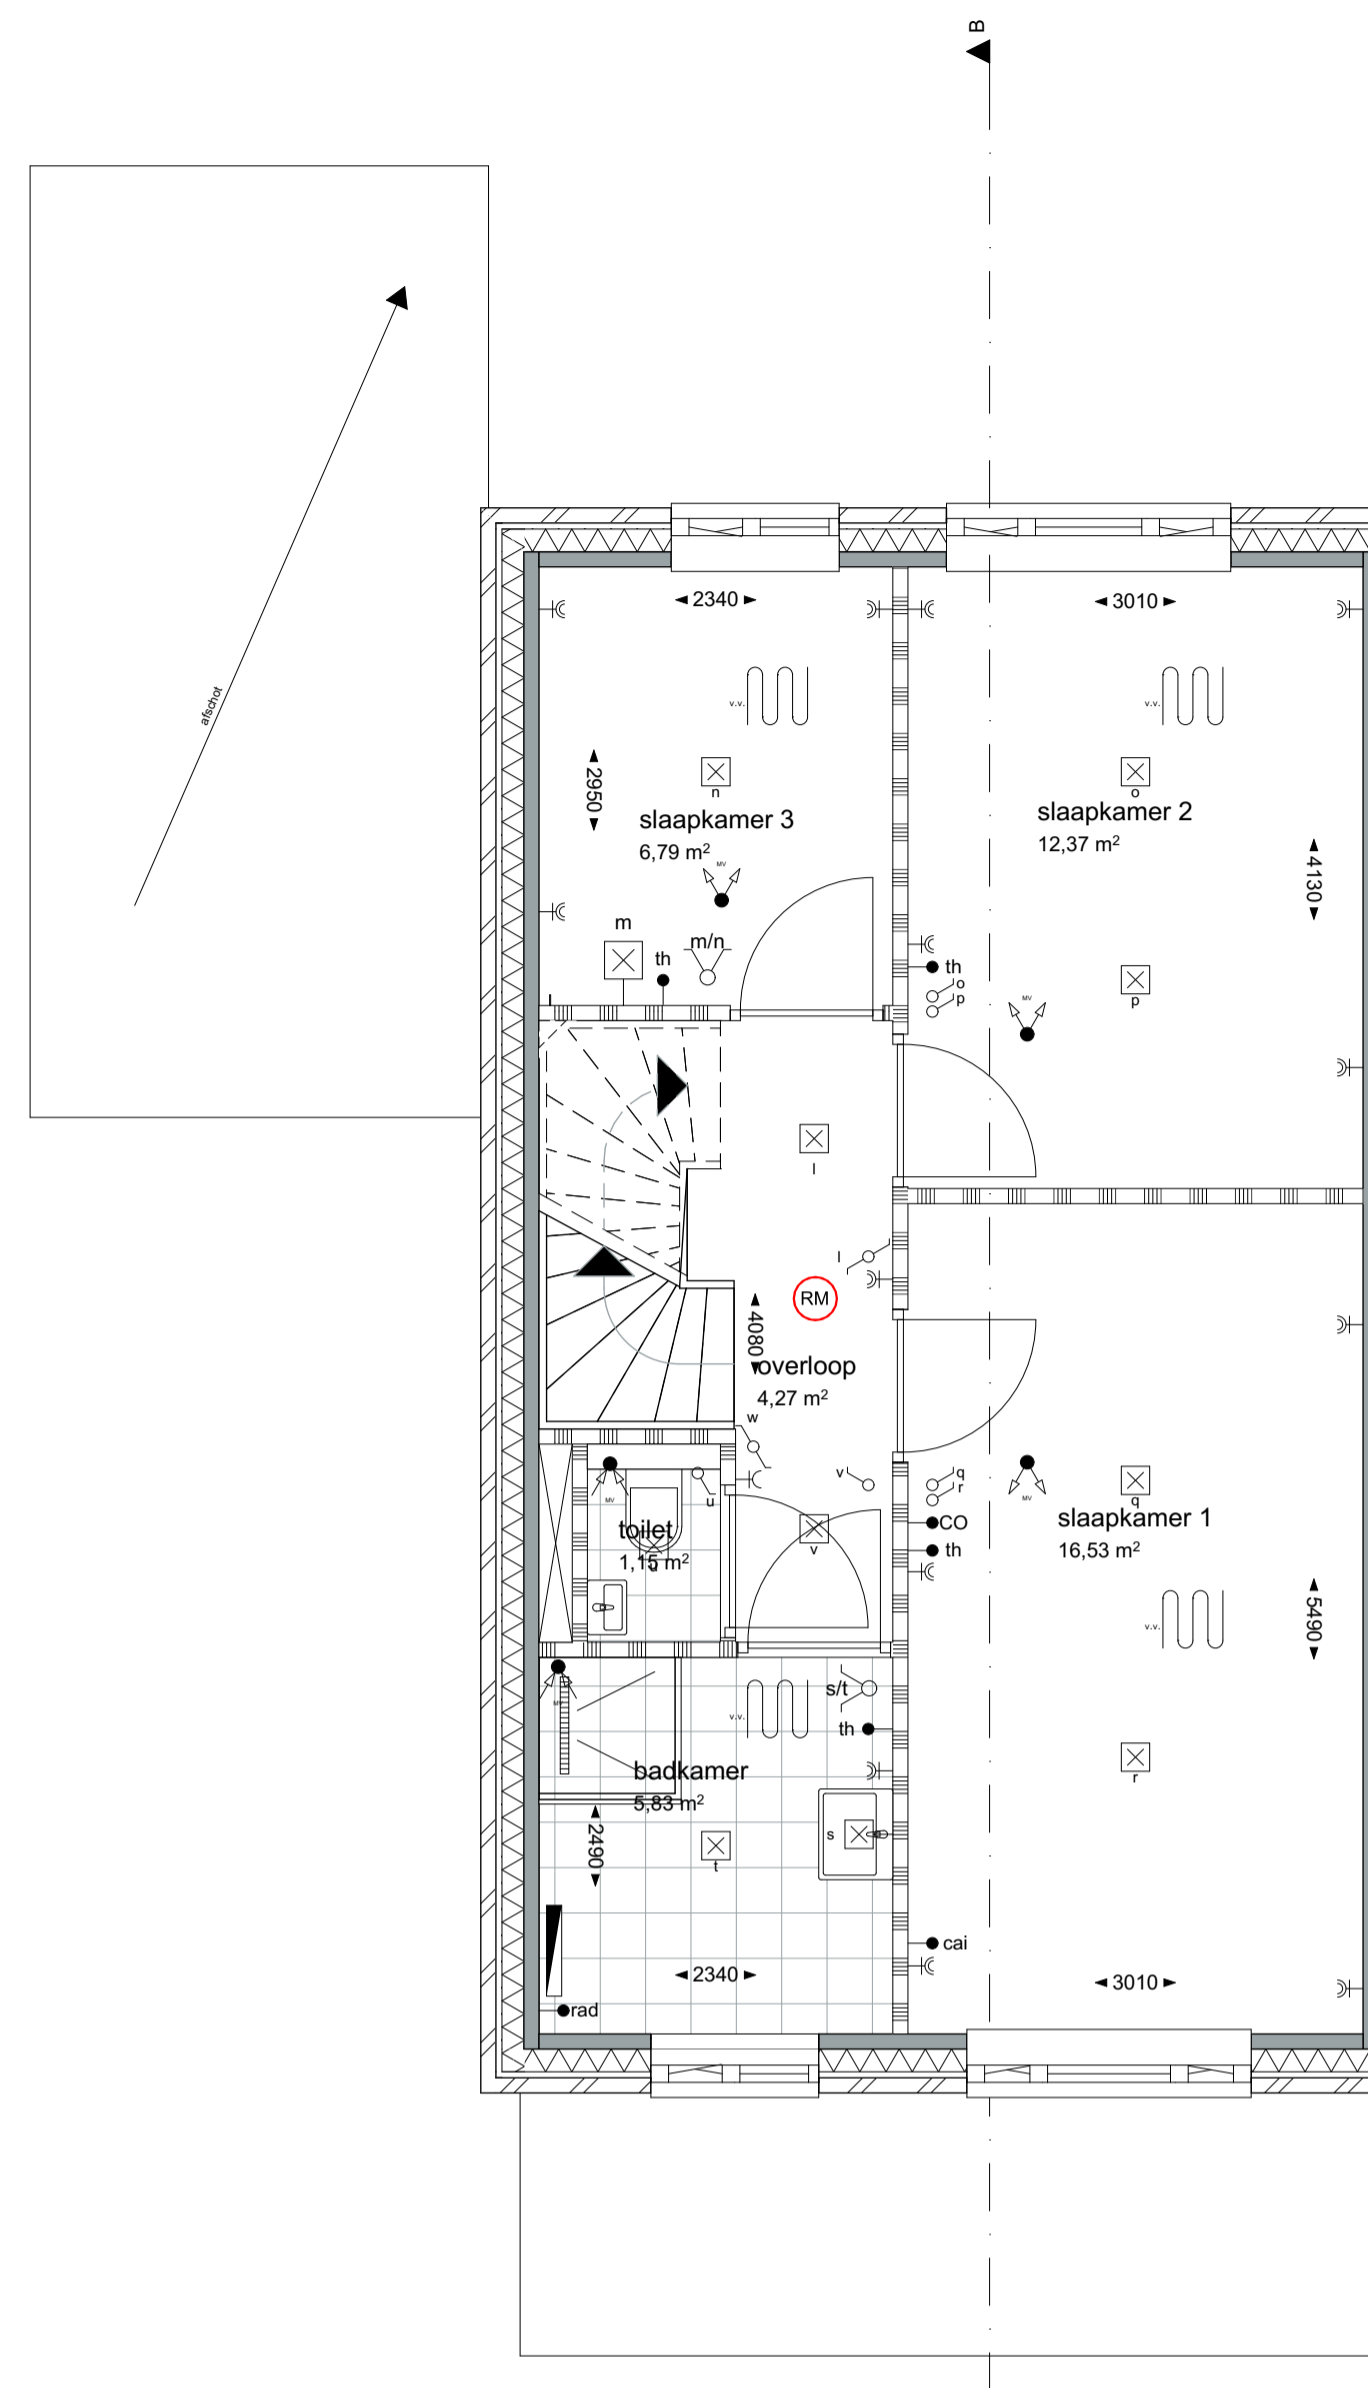 B
afschot
2340
3010
v.v.
v.v.
2950
n
o
slaapkamer 3
6,79 m²
slaapkamer 2
12,37 m²
MV
4130
m
m/n
th
th
o
p
MV
p
l
l
RM
4080
overloop
4,27 m²
w
v
q
r
MV
u
MV
q
slaapkamer 1
16,53 m²
CO
th
toilet
1,15 m²
u
v
5490
v.v.
MV
v.v.
s/t
th
badkamer
5,83 m²
r
2490
s
t
cai
2340
3010
rad